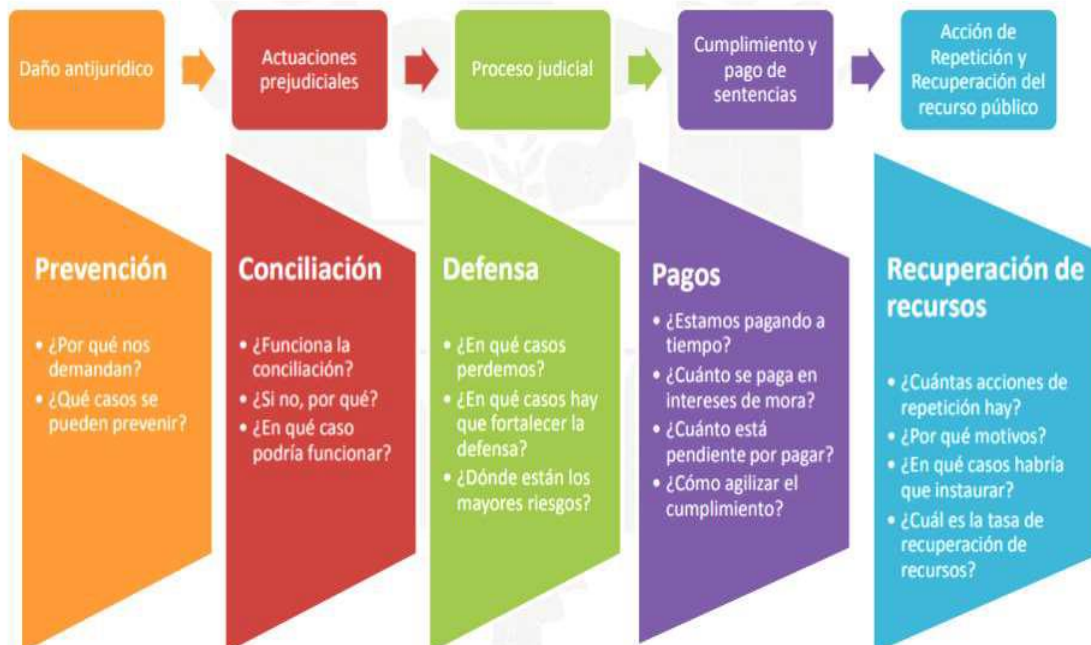 Daño antijurídico
Actuaciones
prejudiciales
Proceso judicial
Cumplimiento y
pago de
sentencias
Acción de
Repetición y
Recuperación del
recurso público
Prevención
• ¿Por qué nos
demandan?
• ¿Qué casos se
pueden prevenir?
Conciliación
• ¿Funciona la
conciliación?
• ¿Si no, por qué?
• ¿En qué caso
podría funcionar?
Defensa
• ¿En qué casos
perdemos?
• ¿En qué casos hay
que fortalecer la
defensa?
• ¿Dónde están los
mayores riesgos?
Pagos
• ¿Estamos pagando a
tiempo?
• ¿Cuánto se paga en
intereses de mora?
• ¿Cuánto está
pendiente por pagar?
• ¿Cómo agilizar el
cumplimiento?
Recuperación de
recursos
• ¿Cuántas acciones de
repetición hay?
• ¿Por qué motivos?
• ¿En qué casos habría
que instaurar?
• ¿Cuál es la tasa de
recuperación de
recursos?